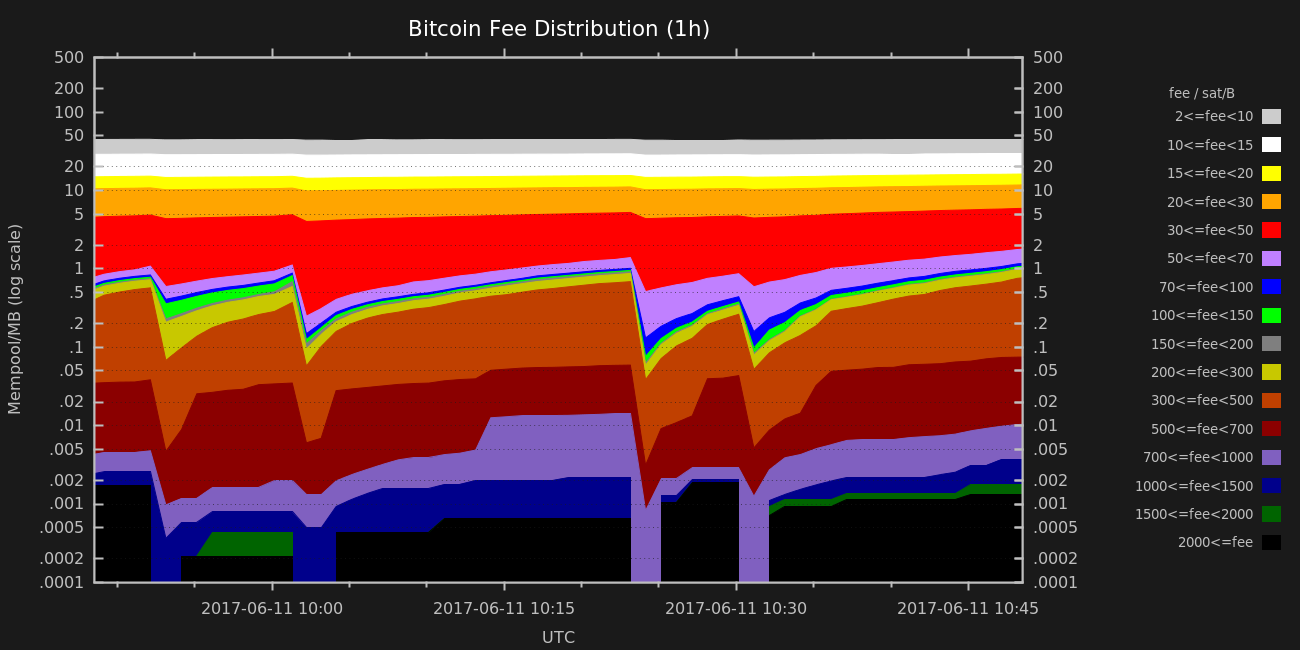 Bitcoin Fee Distribution (1h)
500
200
100
50
20
10
5
2
1
.5
.2
.1
.05
.02
.01
.005
.002
.001
.0005
.0002
.0001
Mempool/MB (log scale)
500
200
100
50
20
10
5
2
1
.5
.2
.1
.05
.02
.01
.005
.002
.001
.0005
.0002
.0001
fee / sat/B
2<=fee<10
10<=fee<15
15<=fee<20
20<=fee<30
30<=fee<50
50<=fee<70
70<=fee<100
100<=fee<150
150<=fee<200
200<=fee<300
300<=fee<500
500<=fee<700
700<=fee<1000
1000<=fee<1500
1500<=fee<2000
2000<=fee
2017-06-11 10:00 2017-06-11 10:15 2017-06-11 10:30 2017-06-11 10:45
UTC